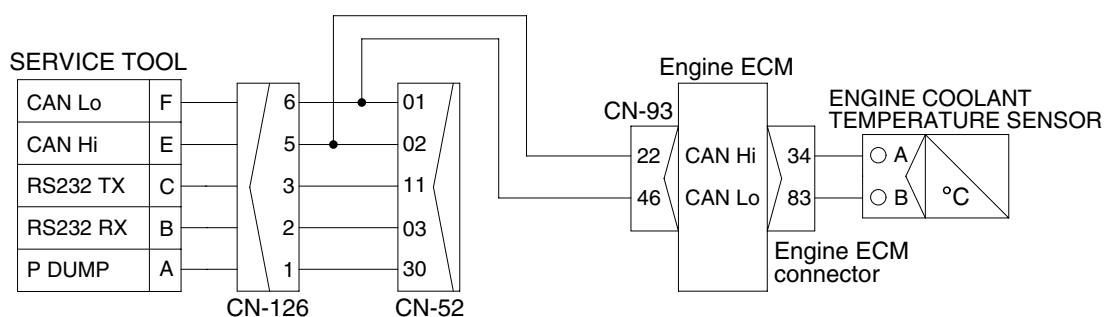 SERVICE TOOL
CAN Lo F 6 01
CAN Hi E 5 02
RS232 TX C 3 11
RS232 RX B 2 03
P DUMP A 1 30
CN-126 CN-52
Engine ECM
CN-93
22 CAN Hi 34
46 CAN Lo 83
Engine ECM
connector
ENGINE COOLANT
TEMPERATURE SENSOR
A
B
°C